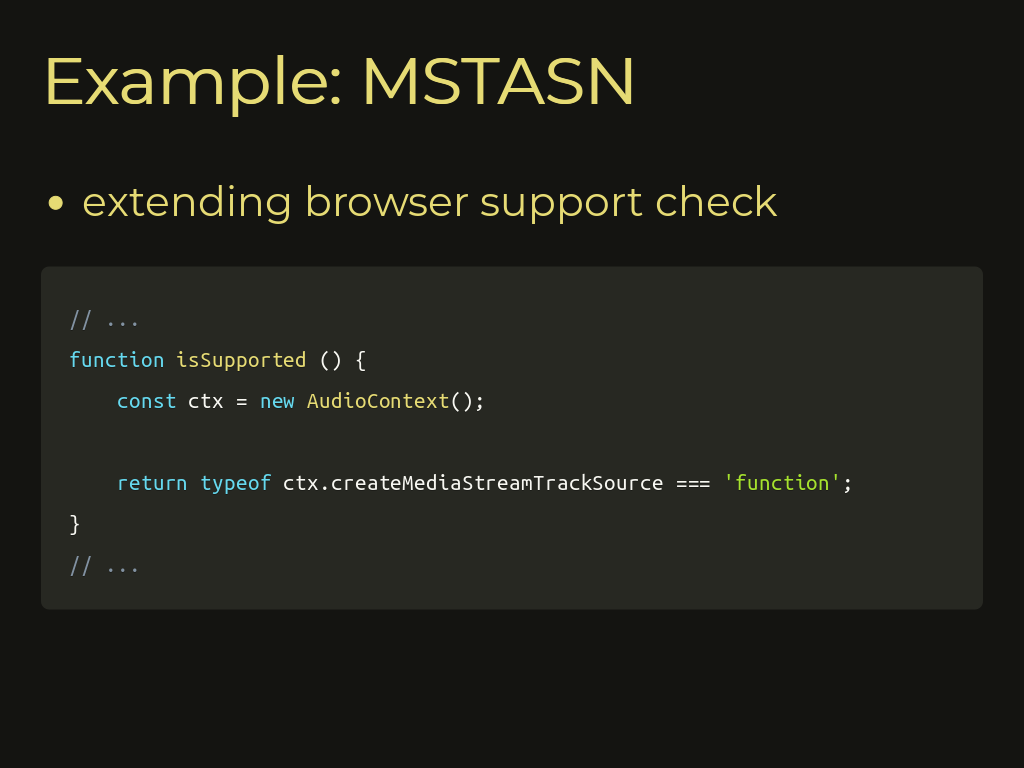 Example: MSTASN
• extending browser support check
// ...
function isSupported () {
    const ctx = new AudioContext();

    return typeof ctx.createMediaStreamTrackSource === 'function';
}
// ...